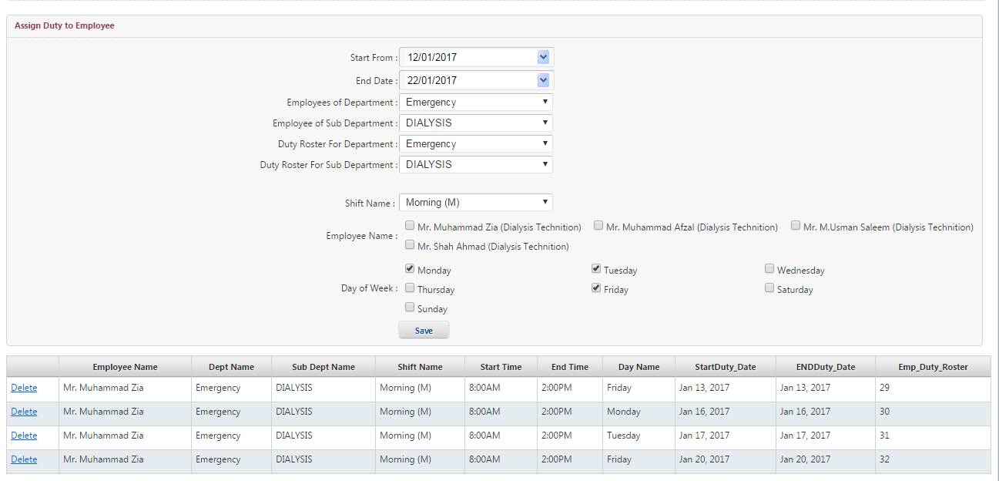 Assign Duty to Employee
Start From : 12/01/2017
End Date : 22/01/2017
Employees of Department : Emergency
Employee of Sub Department : DIALYSIS
Duty Roster For Department : Emergency
Duty Roster For Sub Department : DIALYSIS
Shift Name : Morning (M)
Employee Name : Mr. Muhammad Zia (Dialysis Technition) Mr. Muhammad Afzal (Dialysis Technition) Mr. M.Usman Saleem (Dialysis Technition)
Mr. Shah Ahmad (Dialysis Technition)
Monday Tuesday Wednesday
Day of Week : Thursday Friday Saturday
Sunday
Save
Employee Name Dept Name Sub Dept Name Shift Name Start Time End Time Day Name StartDuty_Date ENDDuty_Date Emp_Duty_Roster
Delete Mr. Muhammad Zia Emergency DIALYSIS Morning (M) 8:00AM 2:00PM Friday Jan 13, 2017 Jan 13, 2017 29
Delete Mr. Muhammad Zia Emergency DIALYSIS Morning (M) 8:00AM 2:00PM Monday Jan 16, 2017 Jan 16, 2017 30
Delete Mr. Muhammad Zia Emergency DIALYSIS Morning (M) 8:00AM 2:00PM Tuesday Jan 17, 2017 Jan 17, 2017 31
Delete Mr. Muhammad Zia Emergency DIALYSIS Morning (M) 8:00AM 2:00PM Friday Jan 20, 2017 Jan 20, 2017 32